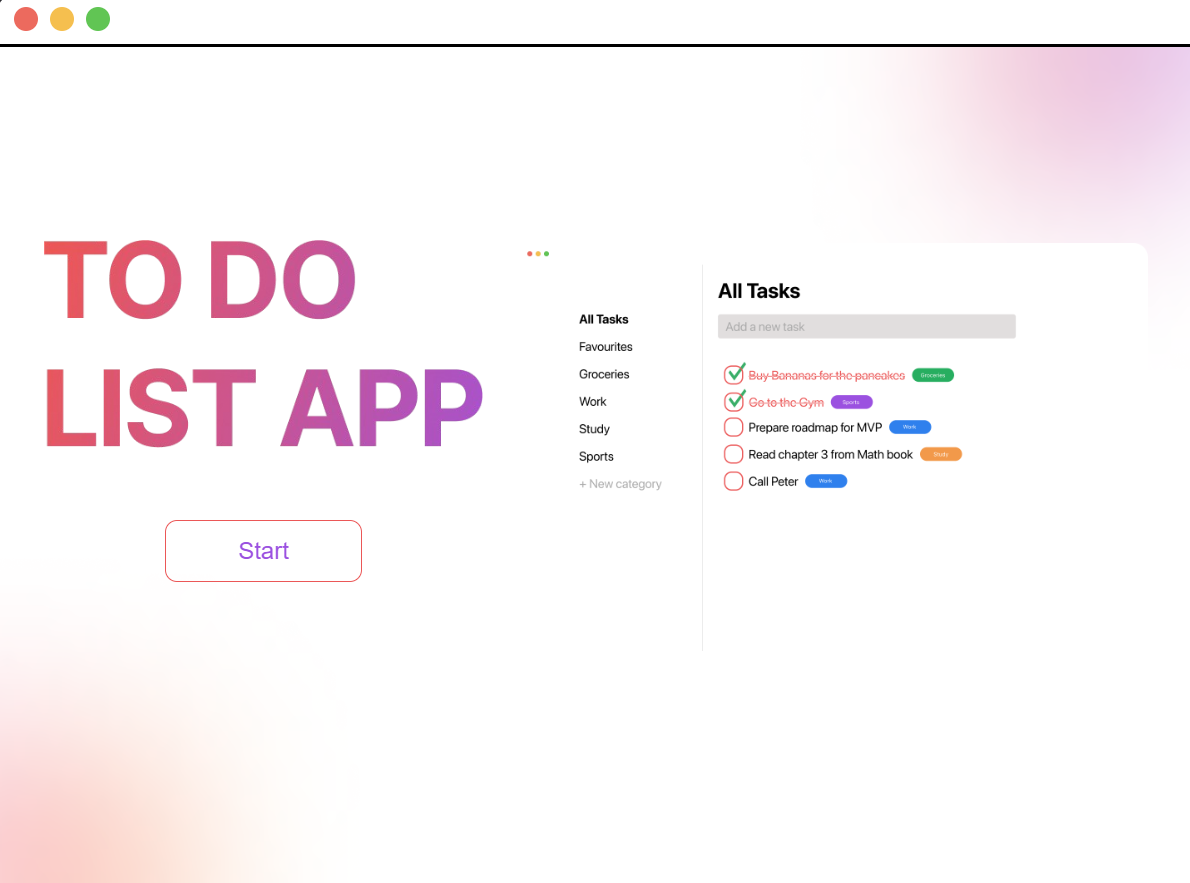 TO DO
LIST APP
Start
All Tasks
Favourites
Groceries
Work
Study
Sports
+ New category
All Tasks
Add a new task
Buy Bananas for the pancakes Groceries
Go to the Gym Sports
Prepare roadmap for MVP Work
Read chapter 3 from Math book Study
Call Peter Work